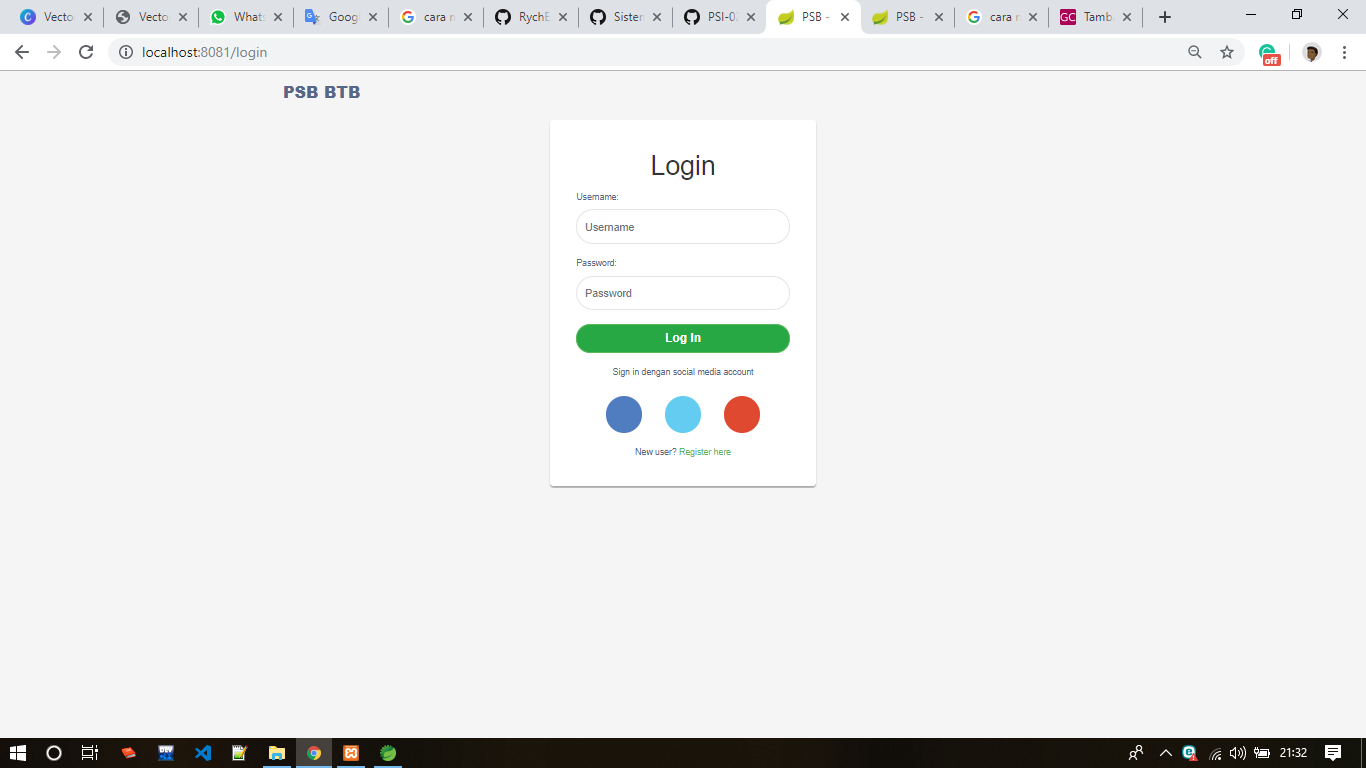 Vecto
Vecto
What
Goog
cara r
RychE
Sister
PSI-0
PSB -
PSB -
cara r
GC
Tamb
localhost:8081/login
off
PSB BTB
Login
Username:
Username
Password:
Password
Log In
Sign in dengan social media account
New user? Register here
21:32